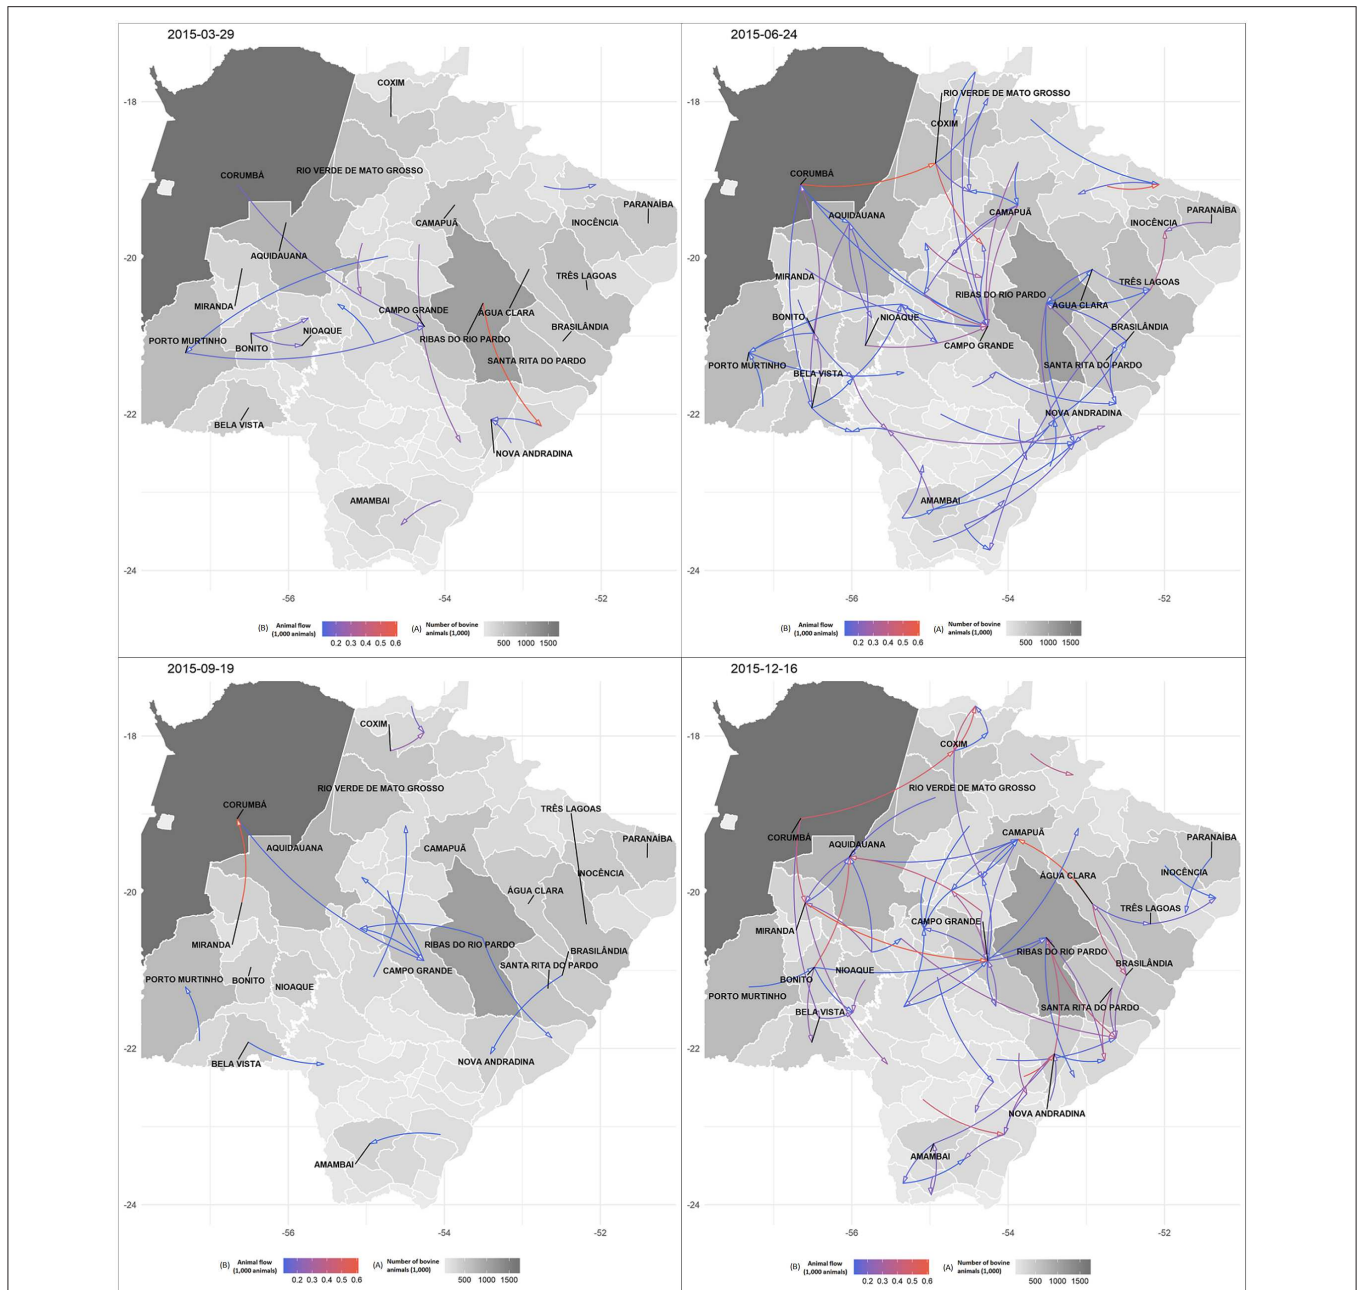 2015-03-29
COXIM
-18
CORUMBÁ
RIO VERDE DE MATO GROSSO
PARANAÍBA
CAMAPUÃ
INOCÊNCIA
AQUIDAUANA
-20
TRÊS LAGOAS
MIRANDA
CAMPO GRANDE
ÁGUA CLARA
NIOAQUE
BRASILÂNDIA
PORTO MURTINHO
BONITO
RIBAS DO RIO PARDO
SANTA RITA DO PARDO
-22
BELA VISTA
NOVA ANDRADINA
AMAMBAI
-24
-56
-54
-52
(B)
Animal flow
(1,000 animals)
0.2 0.3 0.4 0.5 0.6
(A)
Number of bovine
animals (1,000)
500 1000 1500
2015-06-24
RIO VERDE DE MATO GROSSO
-18
COXIM
CORUMBÁ
AQUIDAUANA
CAMAPUÃ
PARANAÍBA
INOCÊNCIA
-20
MIRANDA
TRÊS LAGOAS
RIBAS DO RIO PARDO
ÁGUA CLARA
BONITO
NIOAQUE
BRASILÂNDIA
CAMPO GRANDE
PORTO MURTINHO
SANTA RITA DO PARDO
BELA VISTA
-22
NOVA ANDRADINA
AMAMBAI
-24
-56
-54
-52
(B)
Animal flow
(1,000 animals)
0.2 0.3 0.4 0.5 0.6
(A)
Number of bovine
animals (1,000)
500 1000 1500
2015-09-19
COXIM
-18
RIO VERDE DE MATO GROSSO
CORUMBÁ
TRÊS LAGOAS
AQUIDAUANA
CAMAPUÃ
PARANAÍBA
INOCÊNCIA
-20
ÁGUA CLARA
MIRANDA
RIBAS DO RIO PARDO
BRASILÂNDIA
CAMPO GRANDE
SANTA RITA DO PARDO
PORTO MURTINHO
BONITO
NIOAQUE
-22
BELA VISTA
NOVA ANDRADINA
AMAMBAI
-24
-56
-54
-52
(B)
Animal flow
(1,000 animals)
0.2 0.3 0.4 0.5 0.6
(A)
Number of bovine
animals (1,000)
500 1000 1500
2015-12-16
-18
COXIM
RIO VERDE DE MATO GROSSO
CORUMBÁ
AQUIDAUANA
CAMAPUÃ
PARANAÍBA
ÁGUA CLARA
INOCÊNCIA
-20
TRÊS LAGOAS
MIRANDA
CAMPO GRANDE
RIBAS DO RIO PARDO
BRASILÂNDIA
NIOAQUE
BONITO
PORTO MURTINHO
SANTA RITA DO PARDO
BELA VISTA
-22
NOVA ANDRADINA
AMAMBAI
-24
-56
-54
-52
(B)
Animal flow
(1,000 animals)
0.2 0.3 0.4 0.5 0.6
(A)
Number of bovine
animals (1,000)
500 1000 1500